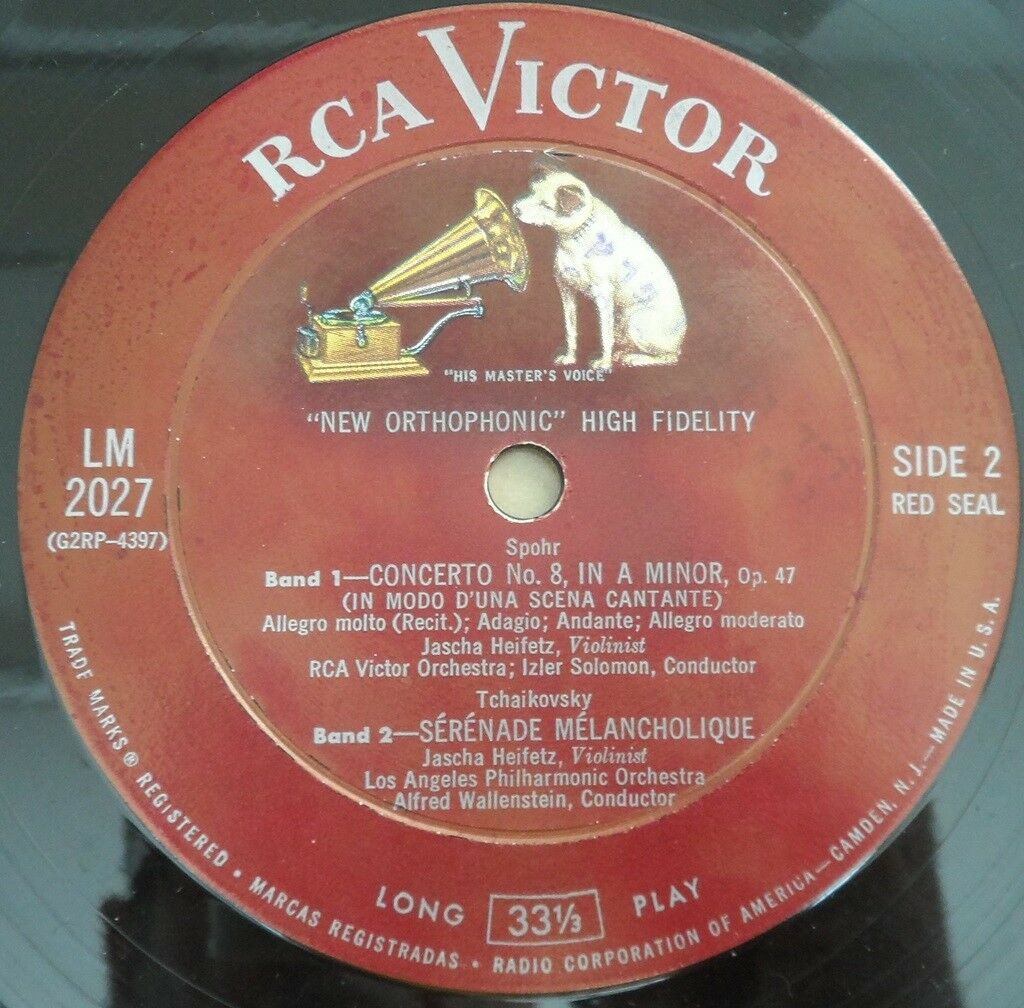 RCA VICTOR
"HIS MASTER'S VOICE"
"NEW ORTHOPHONIC" HIGH FIDELITY
LM
2027
(G2RP-4397)
SIDE 2
RED SEAL
Spohr
Band 1—CONCERTO No. 8, IN A MINOR, Op. 47
(IN MODO D'UNA SCENA CANTANTE)
Allegro molto (Recit.); Adagio; Andante; Allegro moderato
Jascha Heifetz, Violinist
RCA Victor Orchestra; Izler Solomon, Conductor
Tchaikovsky
Band 2—SÉRÉNADE MÉLANCHOLIQUE
Jascha Heifetz, Violinist
Los Angeles Philharmonic Orchestra
Alfred Wallenstein, Conductor
LONG 33⅓ PLAY
TRADE MARKS ® REGISTERED • MARCAS REGISTRADAS • RADIO CORPORATION OF AMERICA—CAMDEN, N. J.—MADE IN U.S.A.